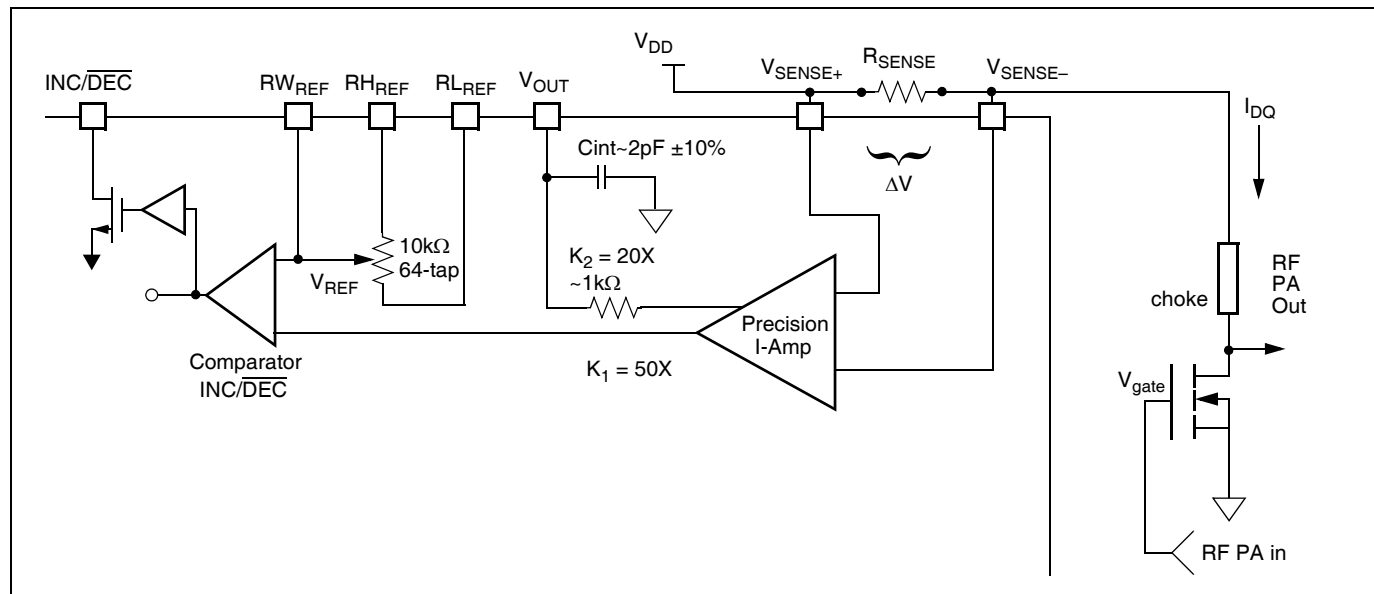 INC/DEC
RW_REF
RH_REF
RL_REF
V_OUT
V_DD
V_SENSE+
R_SENSE
V_SENSE–
I_DQ
Cint~2pF ±10%
ΔV
10kΩ
64-tap
V_REF
K_2 = 20X
~1kΩ
Precision
I-Amp
K_1 = 50X
Comparator
INC/DEC
choke
RF
PA
Out
V_gate
RF PA in